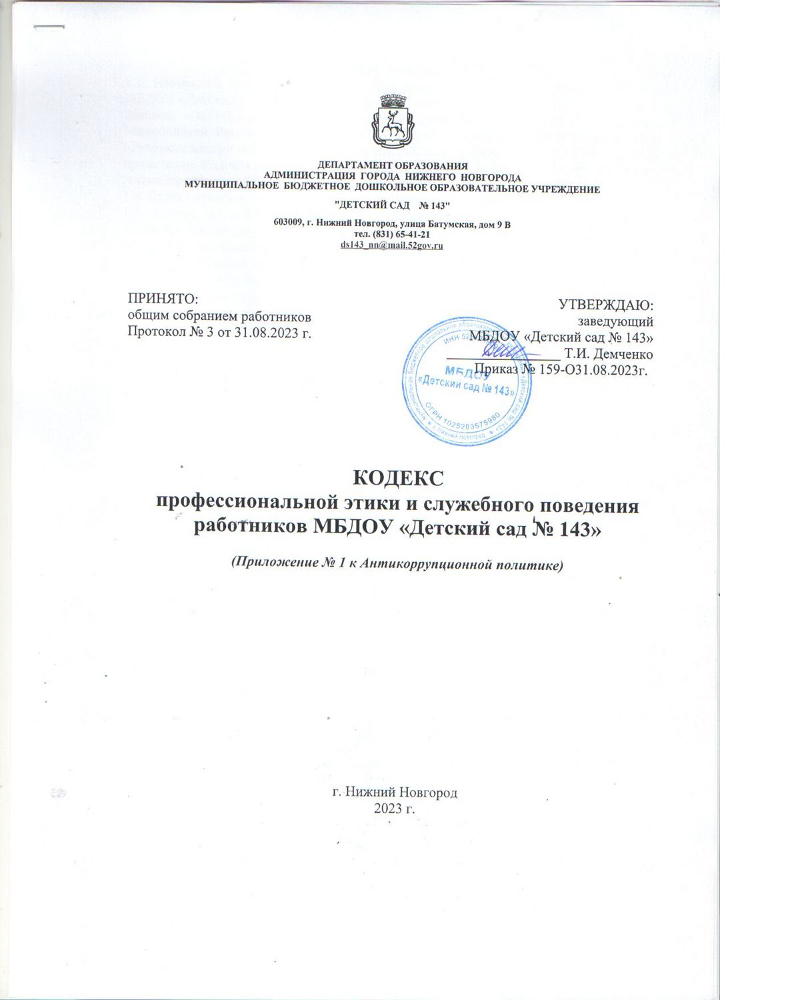 ДЕПАРТАМЕНТ ОБРАЗОВАНИЯ
АДМИНИСТРАЦИЯ ГОРОДА НИЖНЕГО НОВГОРОДА
МУНИЦИПАЛЬНОЕ БЮДЖЕТНОЕ ДОШКОЛЬНОЕ ОБРАЗОВАТЕЛЬНОЕ УЧРЕЖДЕНИЕ
"ДЕТСКИЙ САД № 143"
603009, г. Нижний Новгород, улица Батумская, дом 9 В
тел. (831) 65-41-21
ds143_nn@mail.52gov.ru
ПРИНЯТО:
общим собранием работников
Протокол № 3 от 31.08.2023 г.
УТВЕРЖДАЮ:
заведующий
МБДОУ «Детский сад № 143»
Т.И. Демченко
Приказ № 159-О31.08.2023г.
МБДОУ
«Детский сад № 143»
ОГРН 1025203575980
г. Нижний Новгород
КОДЕКС
профессиональной этики и служебного поведения
работников МБДОУ «Детский сад № 143»
(Приложение № 1 к Антикоррупционной политике)
г. Нижний Новгород
2023 г.